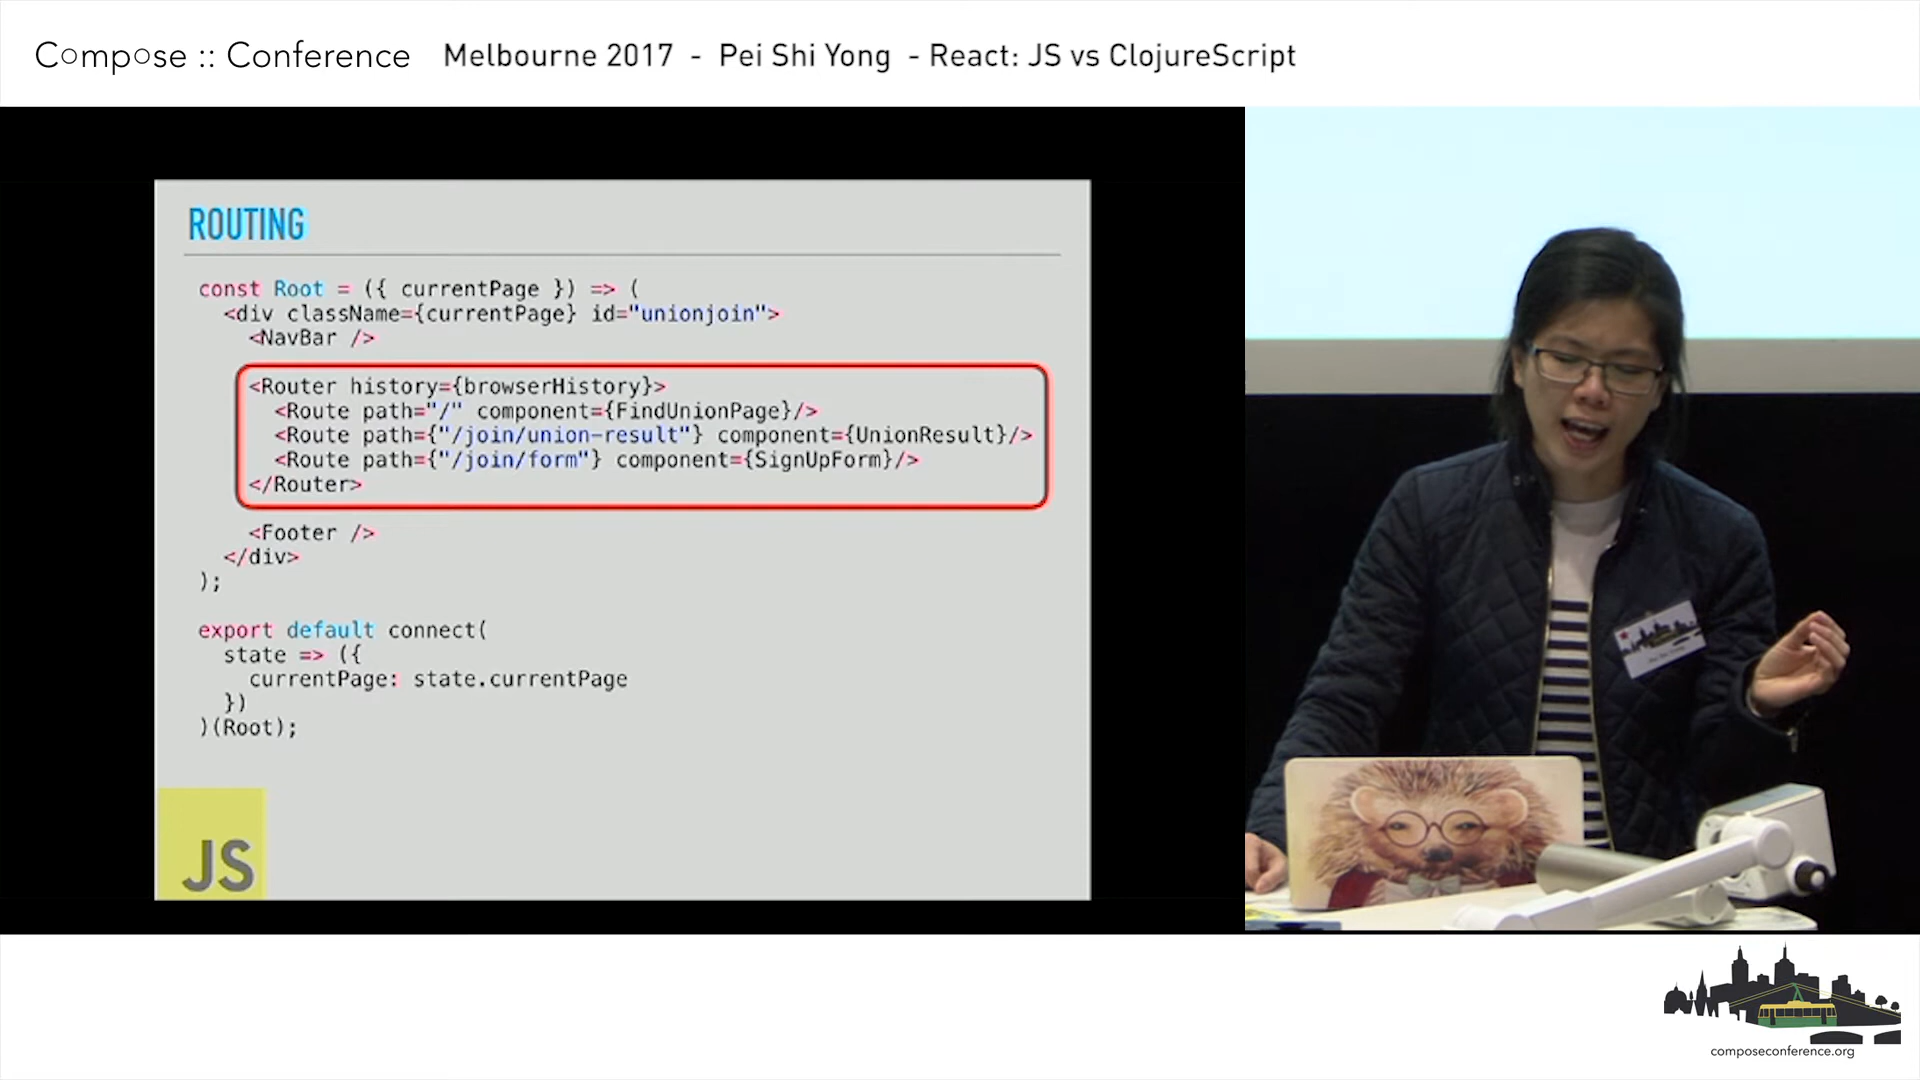 Compose :: Conference Melbourne 2017 - Pei Shi Yong - React: JS vs ClojureScript
ROUTING
const Root = ({ currentPage }) => (
<div className={currentPage} id="unionjoin">
<NavBar />
<Router history={browserHistory}>
<Route path="/" component={FindUnionPage}/>
<Route path={"/join/union-result"} component={UnionResult}/>
<Route path={"/join/form"} component={SignUpForm}/>
</Router>
<Footer />
</div>
);
export default connect(
state => ({
currentPage: state.currentPage
})
)(Root);
JS
composeconference.org